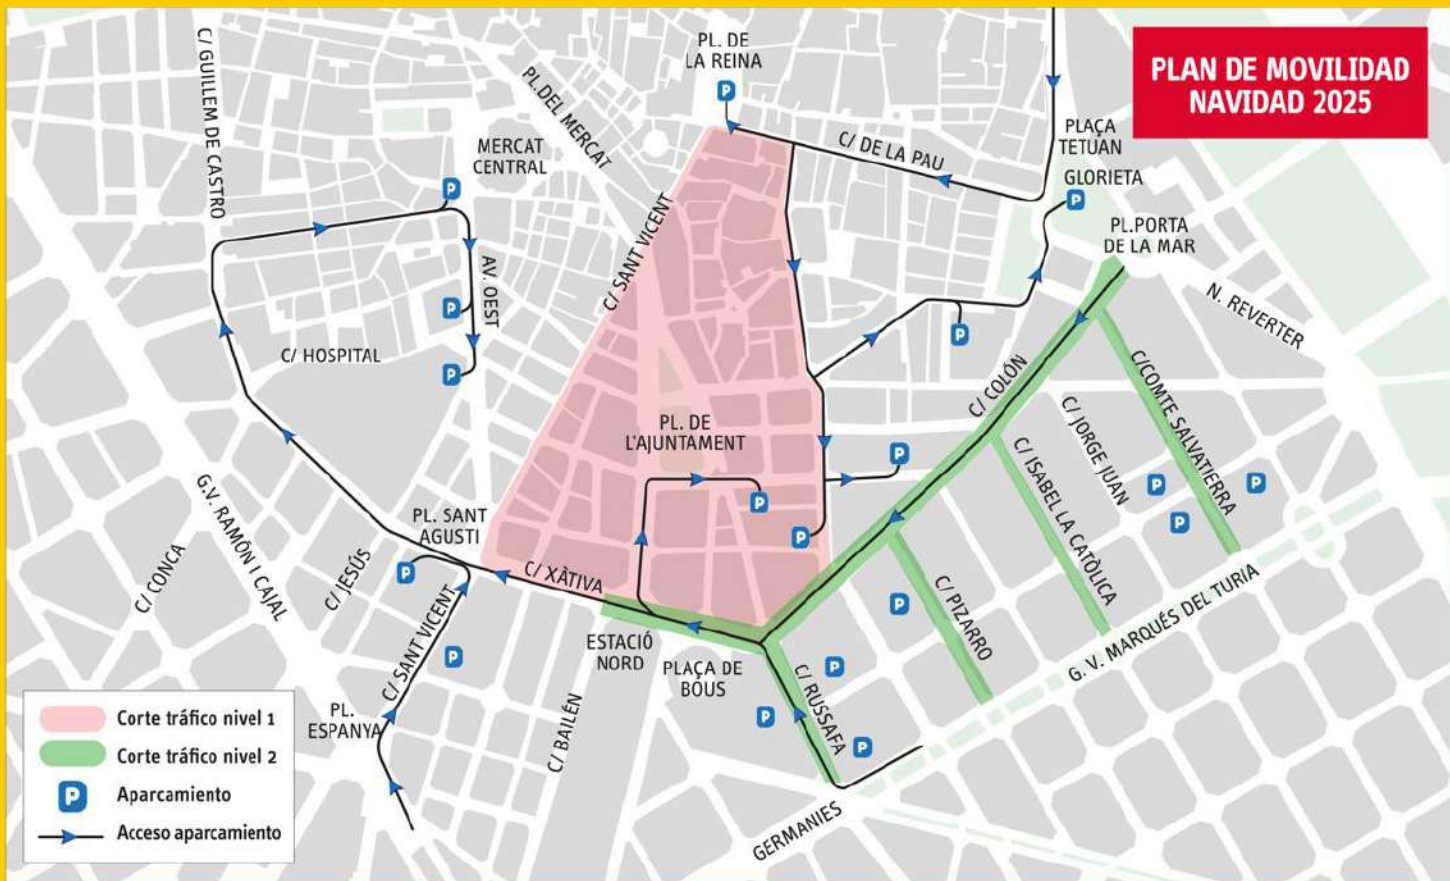 PLAN DE MOVILIDAD
NAVIDAD 2025
C/ GUILLEM DE CASTRO
PL. DE
LA REINA
P
PL.DEL MERCAT
MERCAT
CENTRAL
C/ DE LA PAU
PLAÇA
TETUAN
GLORIETA
P
P
PL.PORTA
DE LA MAR
C/ SANT VICENT
AV. OEST
P
N. REVERTER
P
C/ HOSPITAL
P
C/ COLÓN
C/COMTE SALVATIERRA
C/ JORGE JUAN
PL. DE
L'AJUNTAMENT
C/ ISABEL LA CATÒLICA
P
P
P
P
P
P
G.V. RAMÓN I CAJAL
PL. SANT
AGUSTI
P
C/ CONCA
C/ JESÚS
P
C/ XÀTIVA
C/ PIZARRO
P
G. V. MARQUÉS DEL TURIA
C/ SANT VICENT
P
ESTACIÓ
NORD
PLAÇA DE
BOUS
P
C/ RUSSAFA
P
P
PL.
ESPANYA
C/ BAILÉN
GERMANIES
Corte tráfico nivel 1
Corte tráfico nivel 2
P Aparcamiento
Acceso aparcamiento